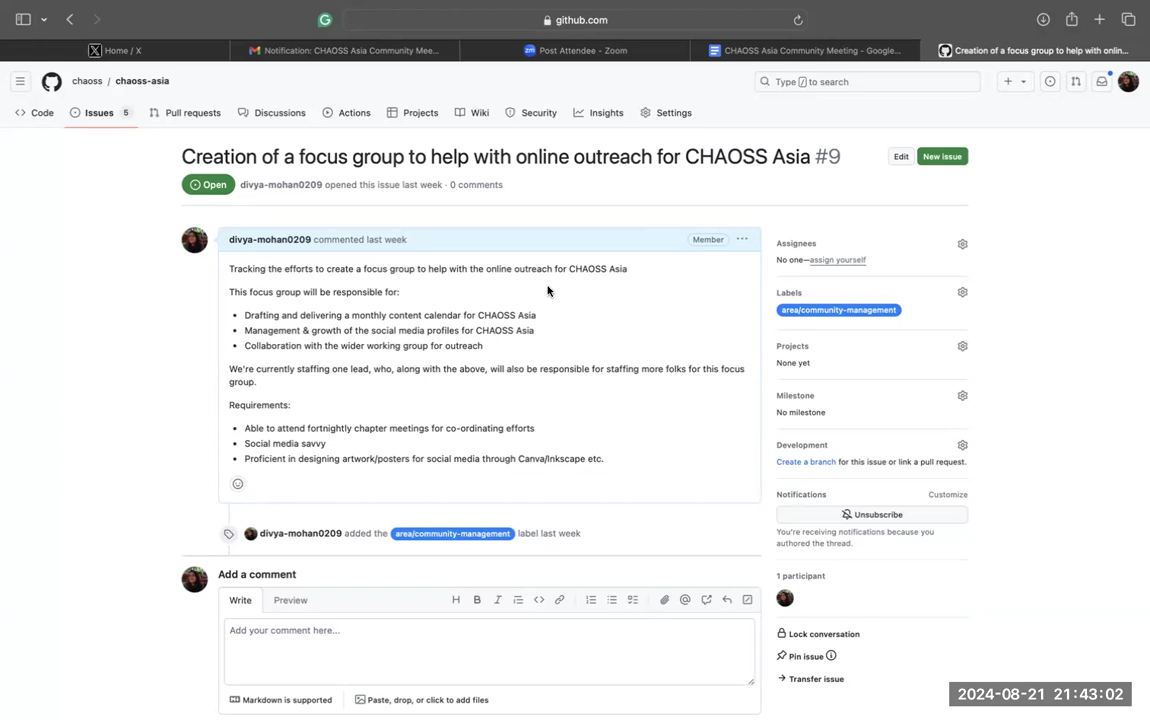 github.com
Home / X
Notification: CHAOSS Asia Community Mee...
zm Post Attendee - Zoom
CHAOSS Asia Community Meeting - Google...
Creation of a focus group to help with onlin...
chaoss / chaoss-asia
Type / to search
Code
Issues 5
Pull requests
Discussions
Actions
Projects
Wiki
Security
Insights
Settings
Creation of a focus group to help with online outreach for CHAOSS Asia #9
Edit
New issue
Open
divya-mohan0209 opened this issue last week · 0 comments
divya-mohan0209 commented last week
Member
Tracking the efforts to create a focus group to help with the online outreach for CHAOSS Asia
This focus group will be responsible for:
• Drafting and delivering a monthly content calendar for CHAOSS Asia
• Management & growth of the social media profiles for CHAOSS Asia
• Collaboration with the wider working group for outreach
We're currently staffing one lead, who, along with the above, will also be responsible for staffing more folks for this focus
group.
Requirements:
• Able to attend fortnightly chapter meetings for co-ordinating efforts
• Social media savvy
• Proficient in designing artwork/posters for social media through Canva/Inkscape etc.
divya-mohan0209 added the area/community-management label last week
Add a comment
Write
Preview
Add your comment here...
Markdown is supported
Paste, drop, or click to add files
Assignees
No one—assign yourself
Labels
area/community-management
Projects
None yet
Milestone
No milestone
Development
Create a branch for this issue or link a pull request.
Notifications
Customize
Unsubscribe
You're receiving notifications because you
authored the thread.
1 participant
Lock conversation
Pin issue
Transfer issue
2024-08-21 21:43:02